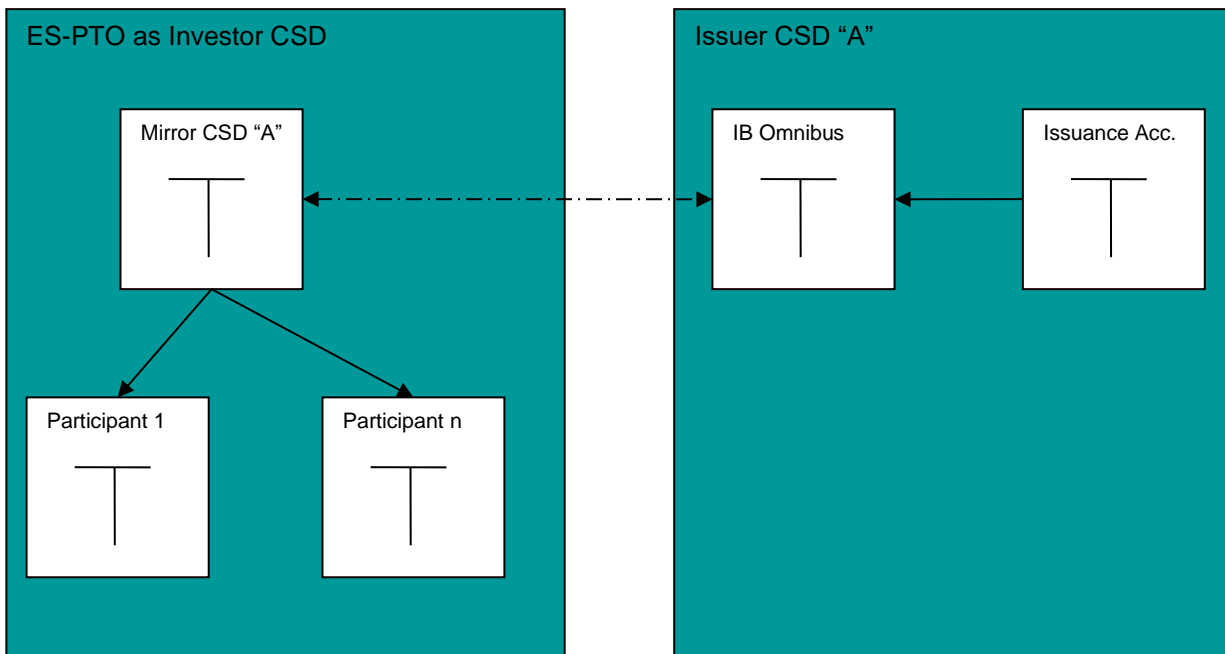 ES-PTO as Investor CSD
Issuer CSD “A”
Mirror CSD “A”
IB Omnibus
Issuance Acc.
Participant 1
Participant n